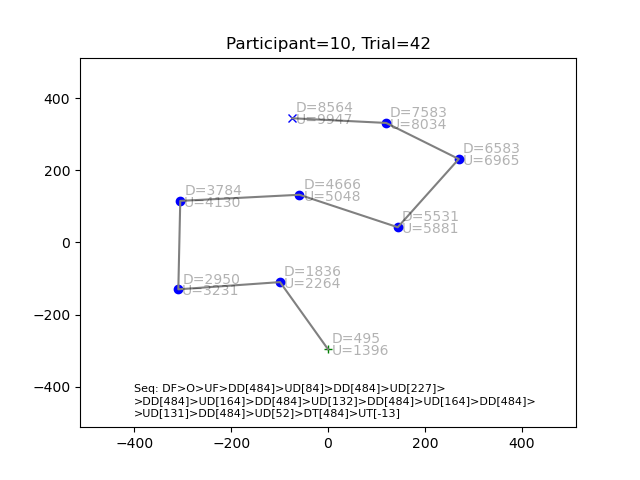 Participant=10, Trial=42
400
200
0
−200
−400
−400
−200
0
200
400
D=8564
U=9947
D=7583
U=8034
D=6583
U=6965
D=5531
U=5881
D=4666
U=5048
D=3784
U=4130
D=2950
U=3231
D=1836
U=2264
D=495
U=1396
Seq: DF>O>UF>DD[484]>UD[84]>DD[484]>UD[227]>
>DD[484]>UD[164]>DD[484]>UD[132]>DD[484]>UD[164]>DD[484]>
>UD[131]>DD[484]>UD[52]>DT[484]>UT[-13]